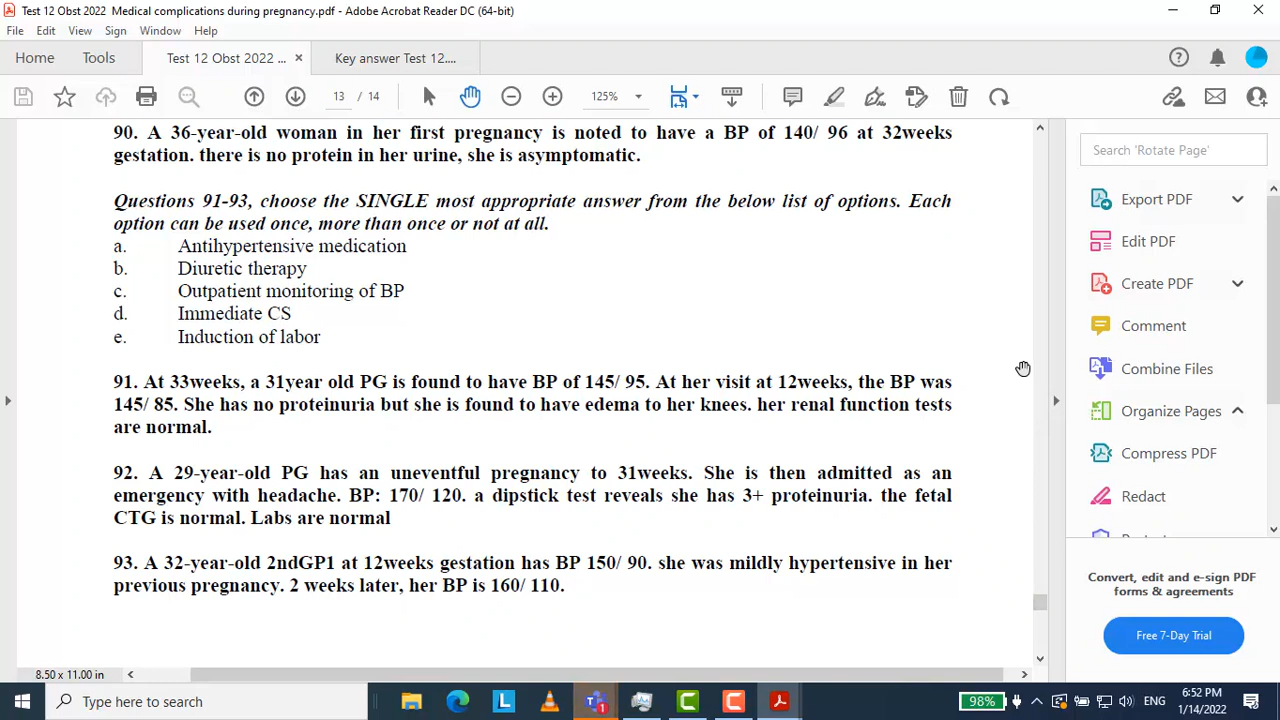 Test 12 Obst 2022  Medical complications during pregnancy.pdf - Adobe Acrobat Reader DC (64-bit)
File Edit View Sign Window Help
Home Tools Test 12 Obst 2022 ... × Key answer Test 12....
13 / 14 125%
90. A 36-year-old woman in her first pregnancy is noted to have a BP of 140/ 96 at 32weeks
gestation. there is no protein in her urine, she is asymptomatic.
Questions 91-93, choose the SINGLE most appropriate answer from the below list of options. Each
option can be used once, more than once or not at all.
a. Antihypertensive medication
b. Diuretic therapy
c. Outpatient monitoring of BP
d. Immediate CS
e. Induction of labor
91. At 33weeks, a 31year old PG is found to have BP of 145/ 95. At her visit at 12weeks, the BP was
145/ 85. She has no proteinuria but she is found to have edema to her knees. her renal function tests
are normal.
92. A 29-year-old PG has an uneventful pregnancy to 31weeks. She is then admitted as an
emergency with headache. BP: 170/ 120. a dipstick test reveals she has 3+ proteinuria. the fetal
CTG is normal. Labs are normal
93. A 32-year-old 2ndGP1 at 12weeks gestation has BP 150/ 90. she was mildly hypertensive in her
previous pregnancy. 2 weeks later, her BP is 160/ 110.
8.50 x 11.00 in
Search 'Rotate Page'
Export PDF
Edit PDF
Create PDF
Comment
Combine Files
Organize Pages
Compress PDF
Redact
Convert, edit and e-sign PDF
forms & agreements
Free 7-Day Trial
Type here to search
L
1
98%
ENG
6:52 PM
1/14/2022